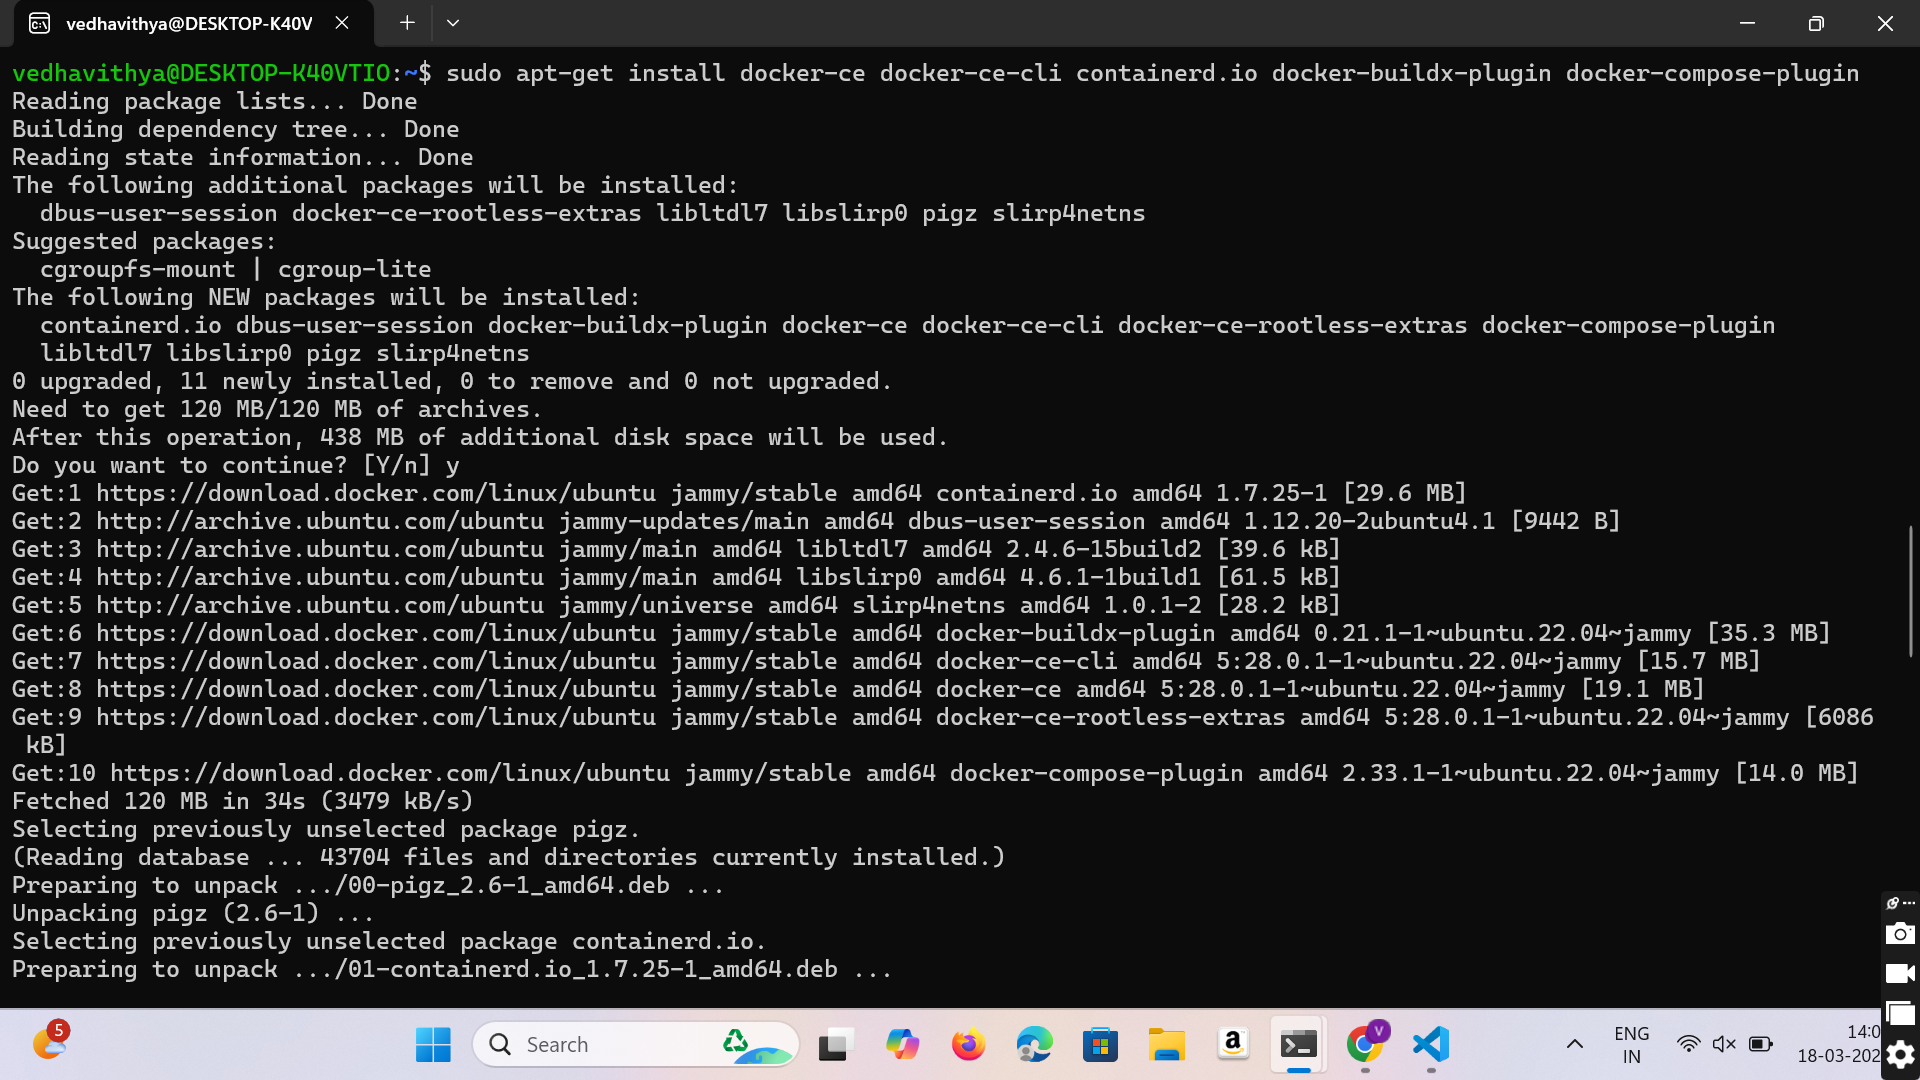 vedhavithya@DESKTOP-K40V
vedhavithya@DESKTOP-K40VTIO:~$ sudo apt-get install docker-ce docker-ce-cli containerd.io docker-buildx-plugin docker-compose-plugin
Reading package lists... Done
Building dependency tree... Done
Reading state information... Done
The following additional packages will be installed:
  dbus-user-session docker-ce-rootless-extras libltdl7 libslirp0 pigz slirp4netns
Suggested packages:
  cgroupfs-mount | cgroup-lite
The following NEW packages will be installed:
  containerd.io dbus-user-session docker-buildx-plugin docker-ce docker-ce-cli docker-ce-rootless-extras docker-compose-plugin
  libltdl7 libslirp0 pigz slirp4netns
0 upgraded, 11 newly installed, 0 to remove and 0 not upgraded.
Need to get 120 MB/120 MB of archives.
After this operation, 438 MB of additional disk space will be used.
Do you want to continue? [Y/n] y
Get:1 https://download.docker.com/linux/ubuntu jammy/stable amd64 containerd.io amd64 1.7.25-1 [29.6 MB]
Get:2 http://archive.ubuntu.com/ubuntu jammy-updates/main amd64 dbus-user-session amd64 1.12.20-2ubuntu4.1 [9442 B]
Get:3 http://archive.ubuntu.com/ubuntu jammy/main amd64 libltdl7 amd64 2.4.6-15build2 [39.6 kB]
Get:4 http://archive.ubuntu.com/ubuntu jammy/main amd64 libslirp0 amd64 4.6.1-1build1 [61.5 kB]
Get:5 http://archive.ubuntu.com/ubuntu jammy/universe amd64 slirp4netns amd64 1.0.1-2 [28.2 kB]
Get:6 https://download.docker.com/linux/ubuntu jammy/stable amd64 docker-buildx-plugin amd64 0.21.1-1~ubuntu.22.04~jammy [35.3 MB]
Get:7 https://download.docker.com/linux/ubuntu jammy/stable amd64 docker-ce-cli amd64 5:28.0.1-1~ubuntu.22.04~jammy [15.7 MB]
Get:8 https://download.docker.com/linux/ubuntu jammy/stable amd64 docker-ce amd64 5:28.0.1-1~ubuntu.22.04~jammy [19.1 MB]
Get:9 https://download.docker.com/linux/ubuntu jammy/stable amd64 docker-ce-rootless-extras amd64 5:28.0.1-1~ubuntu.22.04~jammy [6086
 kB]
Get:10 https://download.docker.com/linux/ubuntu jammy/stable amd64 docker-compose-plugin amd64 2.33.1-1~ubuntu.22.04~jammy [14.0 MB]
Fetched 120 MB in 34s (3479 kB/s)
Selecting previously unselected package pigz.
(Reading database ... 43704 files and directories currently installed.)
Preparing to unpack .../00-pigz_2.6-1_amd64.deb ...
Unpacking pigz (2.6-1) ...
Selecting previously unselected package containerd.io.
Preparing to unpack .../01-containerd.io_1.7.25-1_amd64.deb ...
5
Search
a
V
ENG
IN
14:0
18-03-202